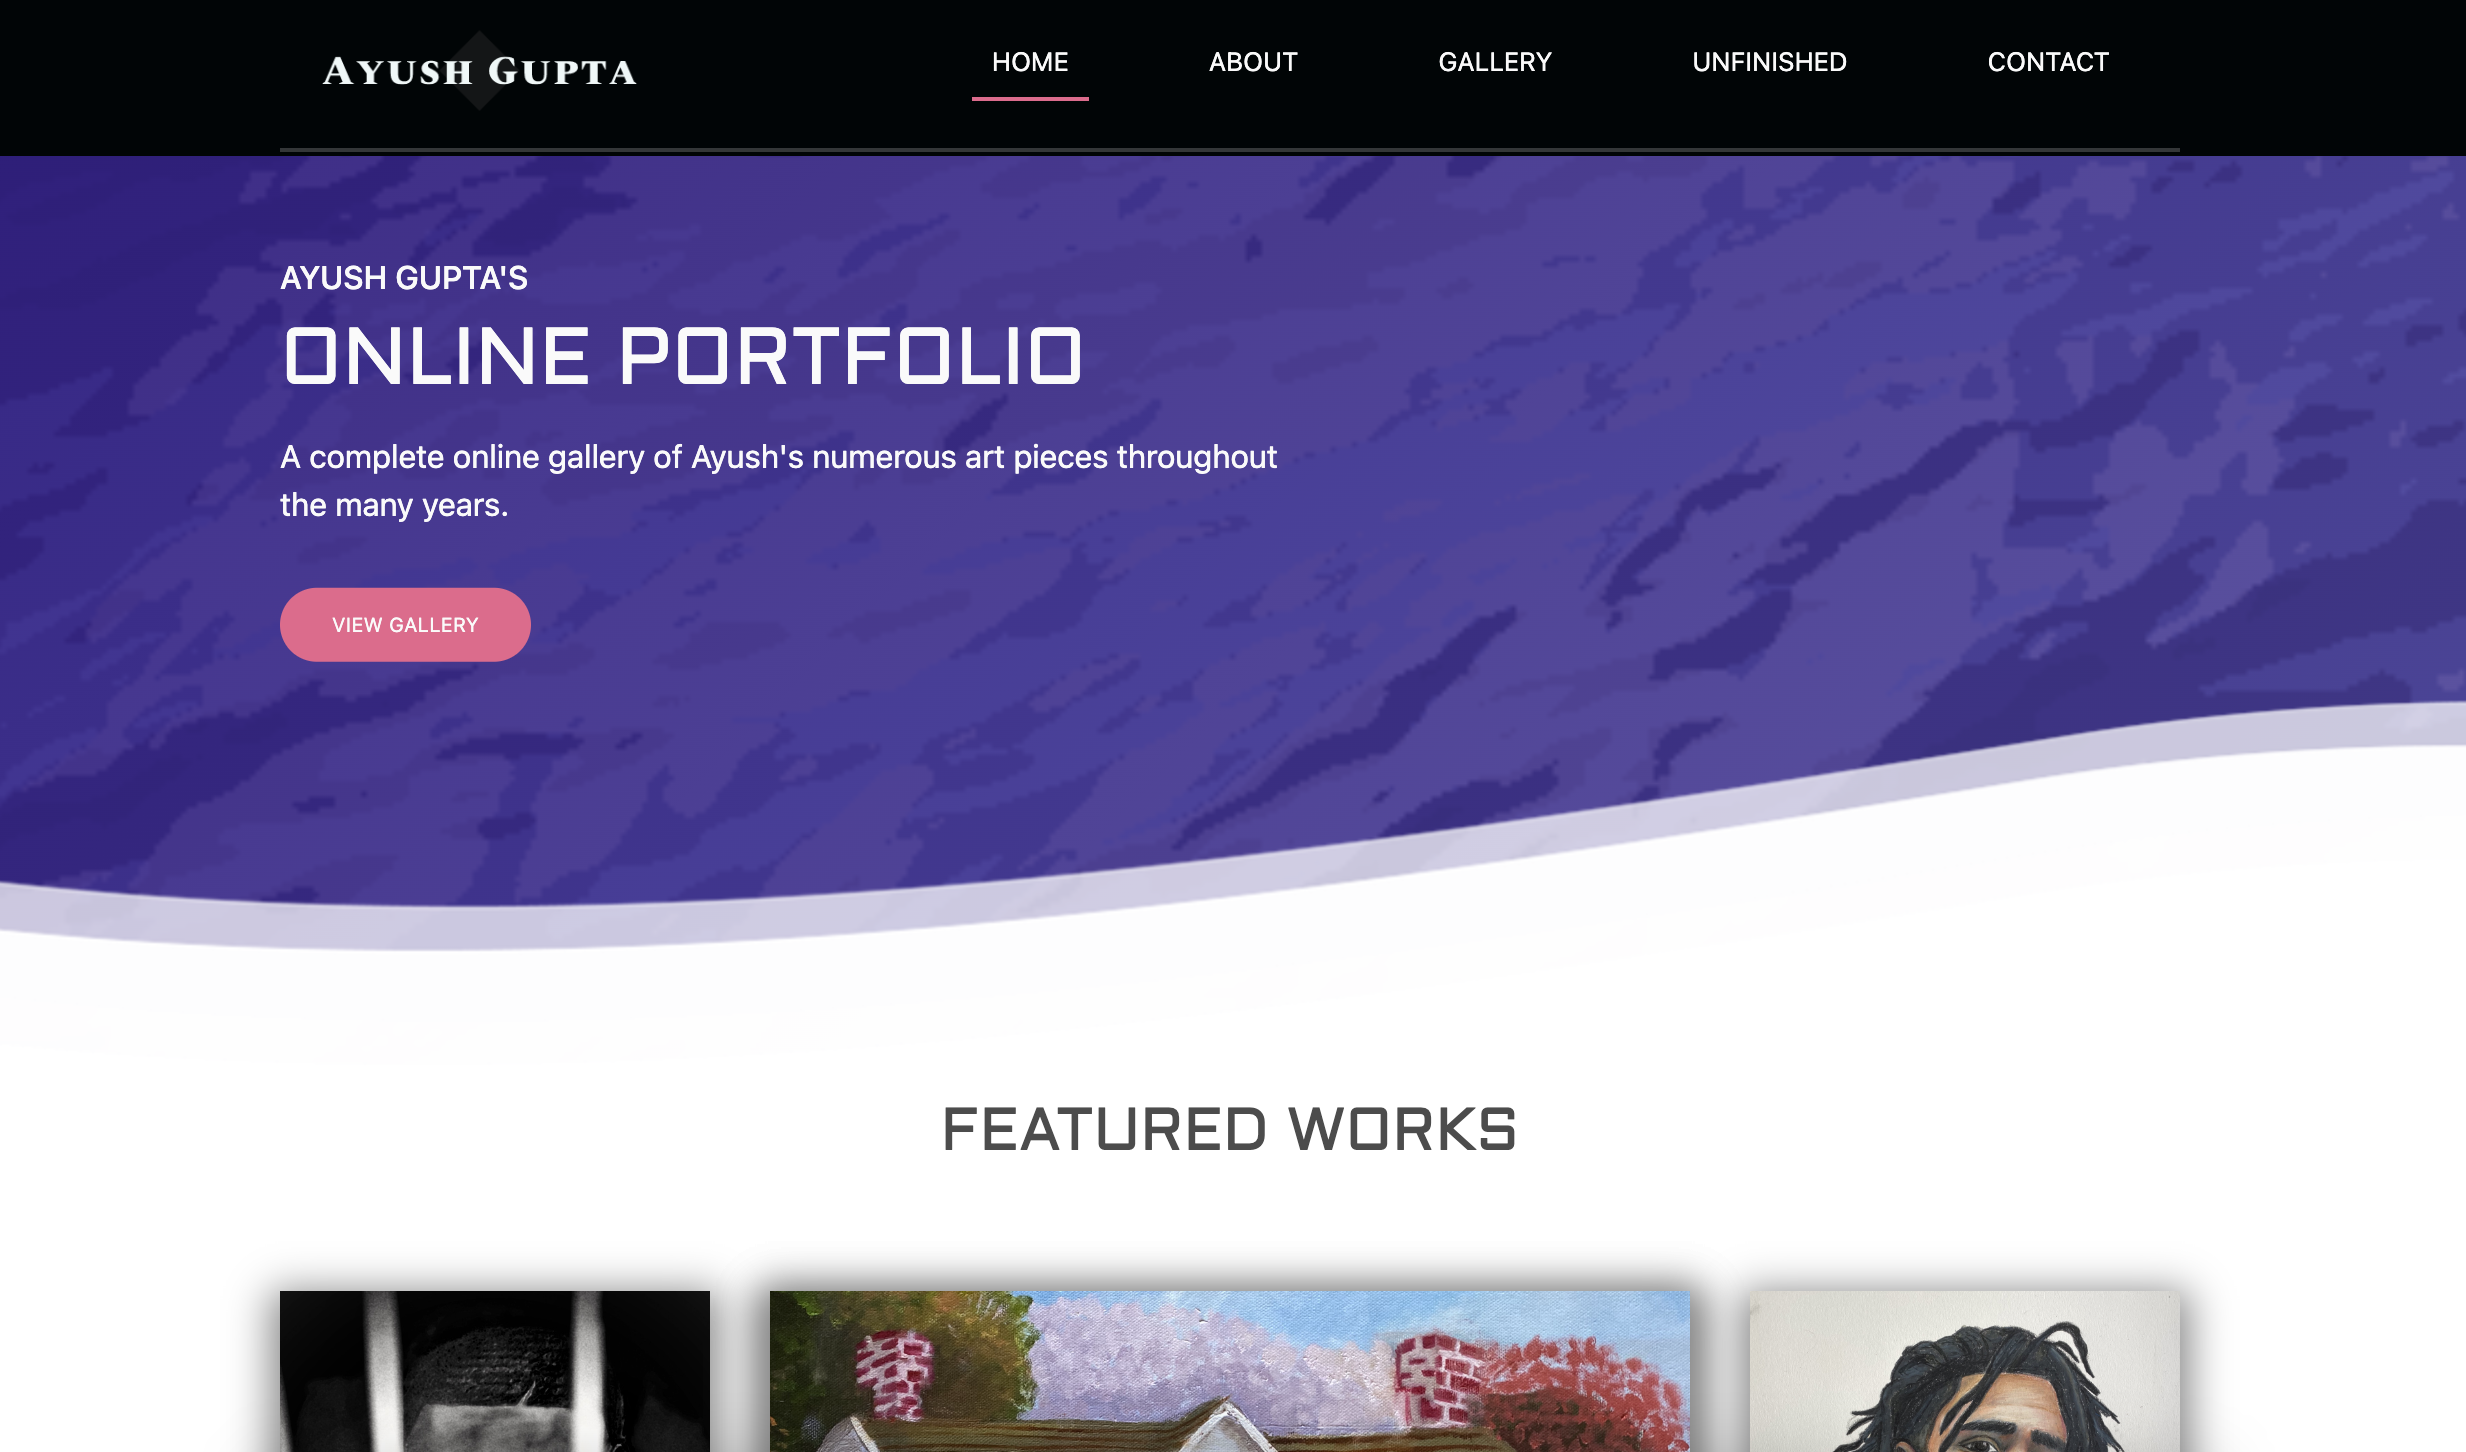 AYUSH GUPTA
HOME
ABOUT
GALLERY
UNFINISHED
CONTACT
AYUSH GUPTA'S
ONLINE PORTFOLIO
A complete online gallery of Ayush's numerous art pieces throughout
the many years.
VIEW GALLERY
FEATURED WORKS